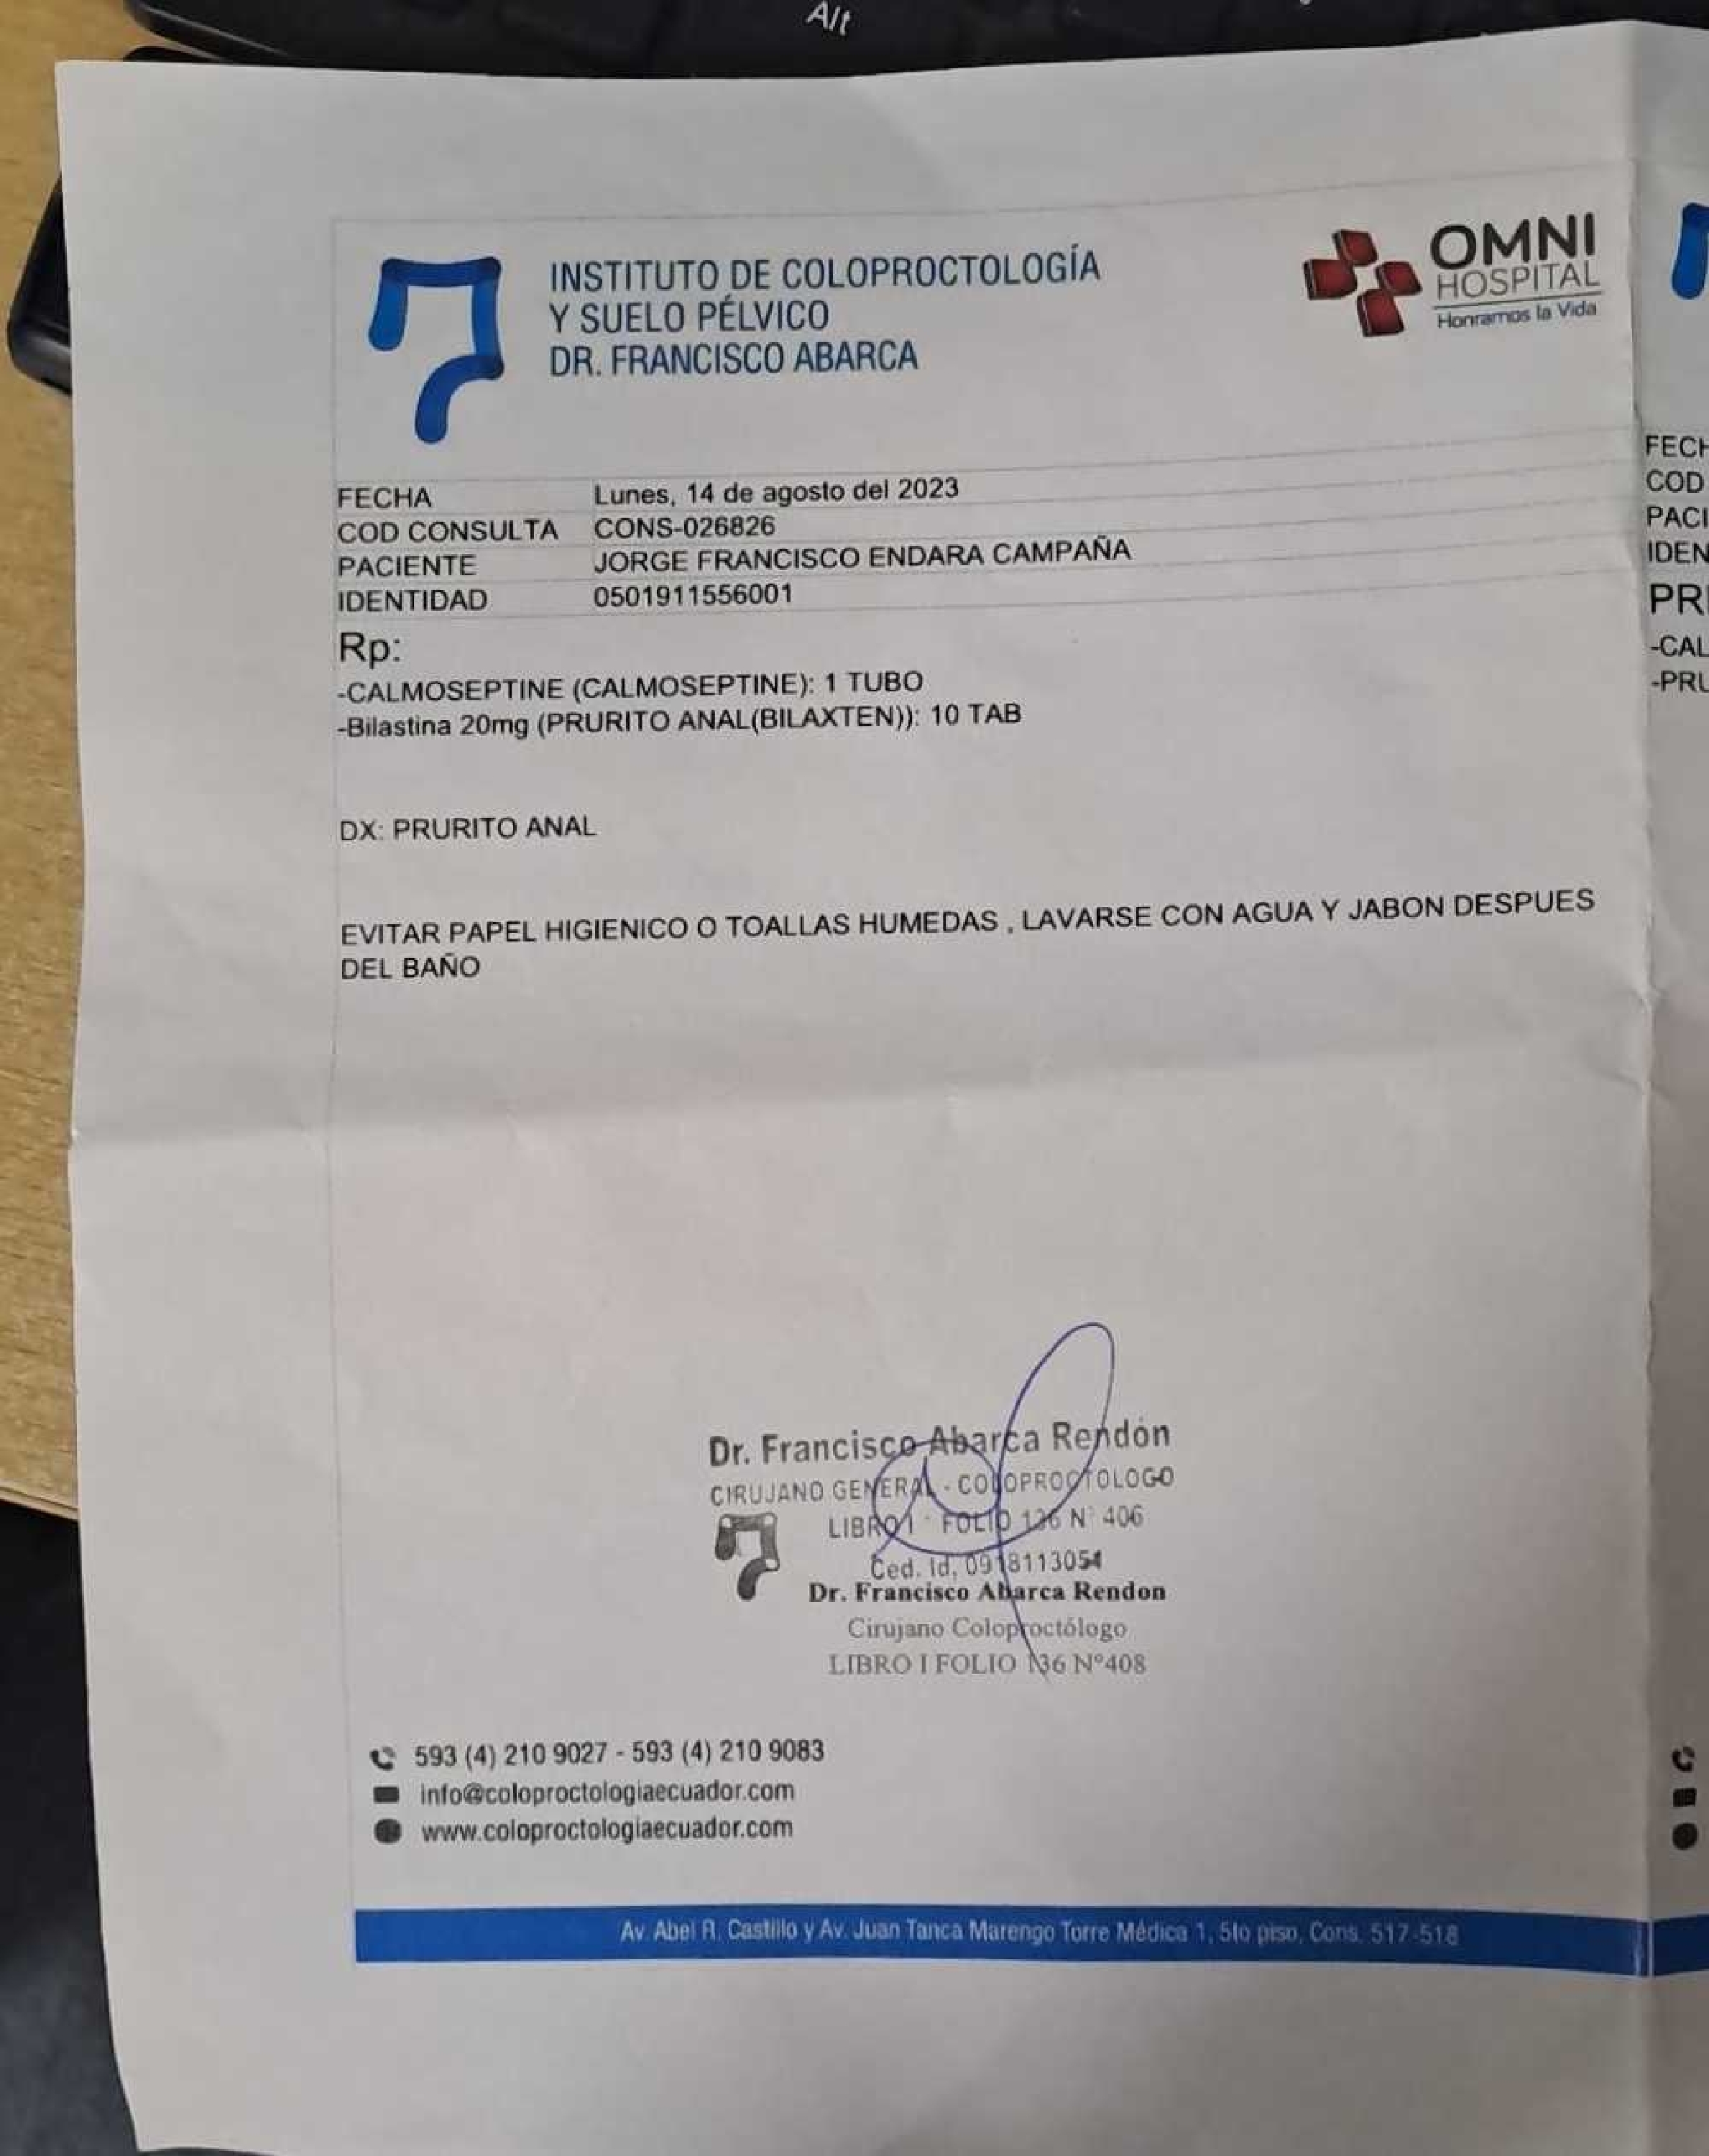 Alt
INSTITUTO DE COLOPROCTOLOGÍA
Y SUELO PÉLVICO
DR. FRANCISCO ABARCA
OMNI
HOSPITAL
Honramos la Vida
FECHA Lunes, 14 de agosto del 2023
COD CONSULTA CONS-026826
PACIENTE JORGE FRANCISCO ENDARA CAMPAÑA
IDENTIDAD 0501911556001
Rp:
-CALMOSEPTINE (CALMOSEPTINE): 1 TUBO
-Bilastina 20mg (PRURITO ANAL(BILAXTEN)): 10 TAB
DX: PRURITO ANAL
EVITAR PAPEL HIGIENICO O TOALLAS HUMEDAS , LAVARSE CON AGUA Y JABON DESPUES
DEL BAÑO
Dr. Francisco Abarca Rendón
CIRUJANO GENERAL - COLOPROCTOLOGO
LIBRO I - FOLIO 136 N° 406
Ced. Id. 0918113054
Dr. Francisco Abarca Rendon
Cirujano Coloproctólogo
LIBRO I FOLIO 136 N°408
593 (4) 210 9027 - 593 (4) 210 9083
info@coloproctologiaecuador.com
www.coloproctologiaecuador.com
Av. Abel R. Castillo y Av. Juan Tanca Marengo Torre Médica 1, 5to piso, Cons. 517-518
FECH
COD
PACI
IDEN
PR
-CAL
-PRU